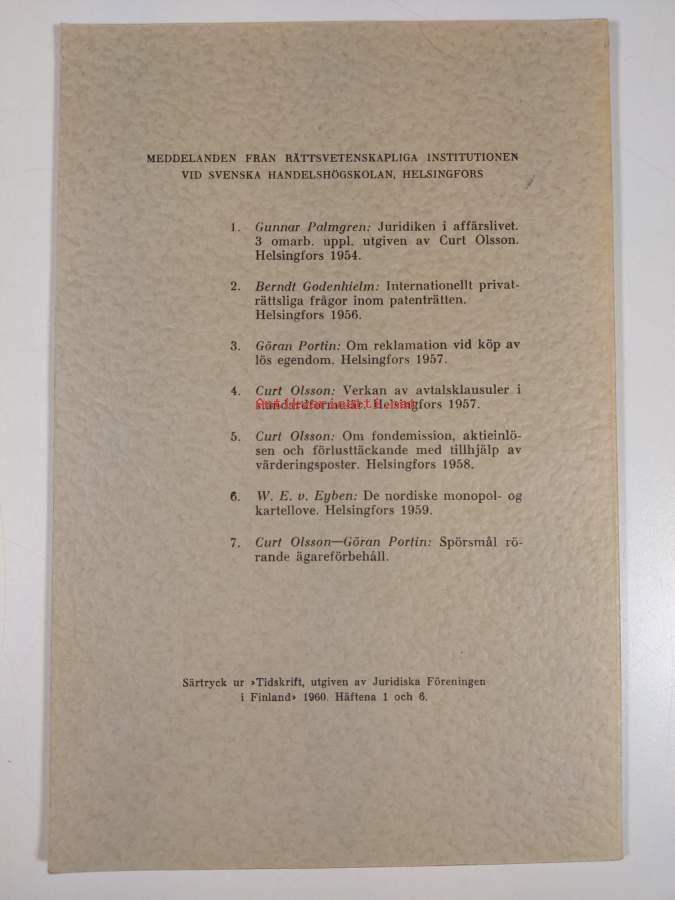 MEDDELANDEN FRÅN RÄTTSVETENSKAPLIGA INSTITUTIONEN
VID SVENSKA HANDELSHÖGSKOLAN, HELSINGFORS
1. Gunnar Palmgren: Juridiken i affärslivet.
3 omarb. uppl. utgiven av Curt Olsson.
Helsingfors 1954.
2. Berndt Godenhielm: Internationellt privat-
rättsliga frågor inom patenträtten.
Helsingfors 1956.
3. Göran Portin: Om reklamation vid köp av
lös egendom. Helsingfors 1957.
4. Curt Olsson: Verkan av avtalsklausuler i
standardformulär. Helsingfors 1957.
5. Curt Olsson: Om fondemission, aktieinlö-
sen och förlusttäckande med tillhjälp av
värderingsposter. Helsingfors 1958.
6. W. E. v. Eyben: De nordiske monopol- og
kartellove. Helsingfors 1959.
7. Curt Olsson—Göran Portin: Spörsmål rö-
rande ägareförbehåll.
Särtryck ur »Tidskrift, utgiven av Juridiska Föreningen
i Finland» 1960. Häftena 1 och 6.